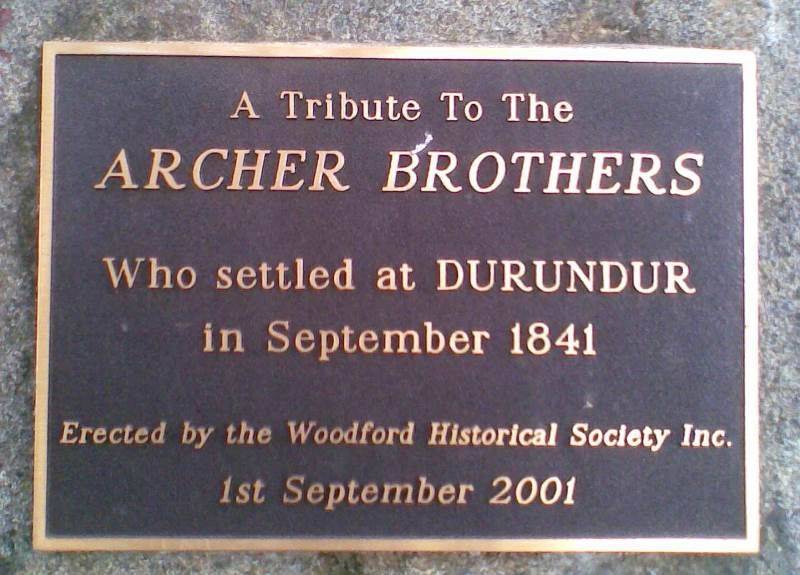 A Tribute To The
ARCHER BROTHERS
Who settled at DURUNDUR
in September 1841
Erected by the Woodford Historical Society Inc.
1st September 2001